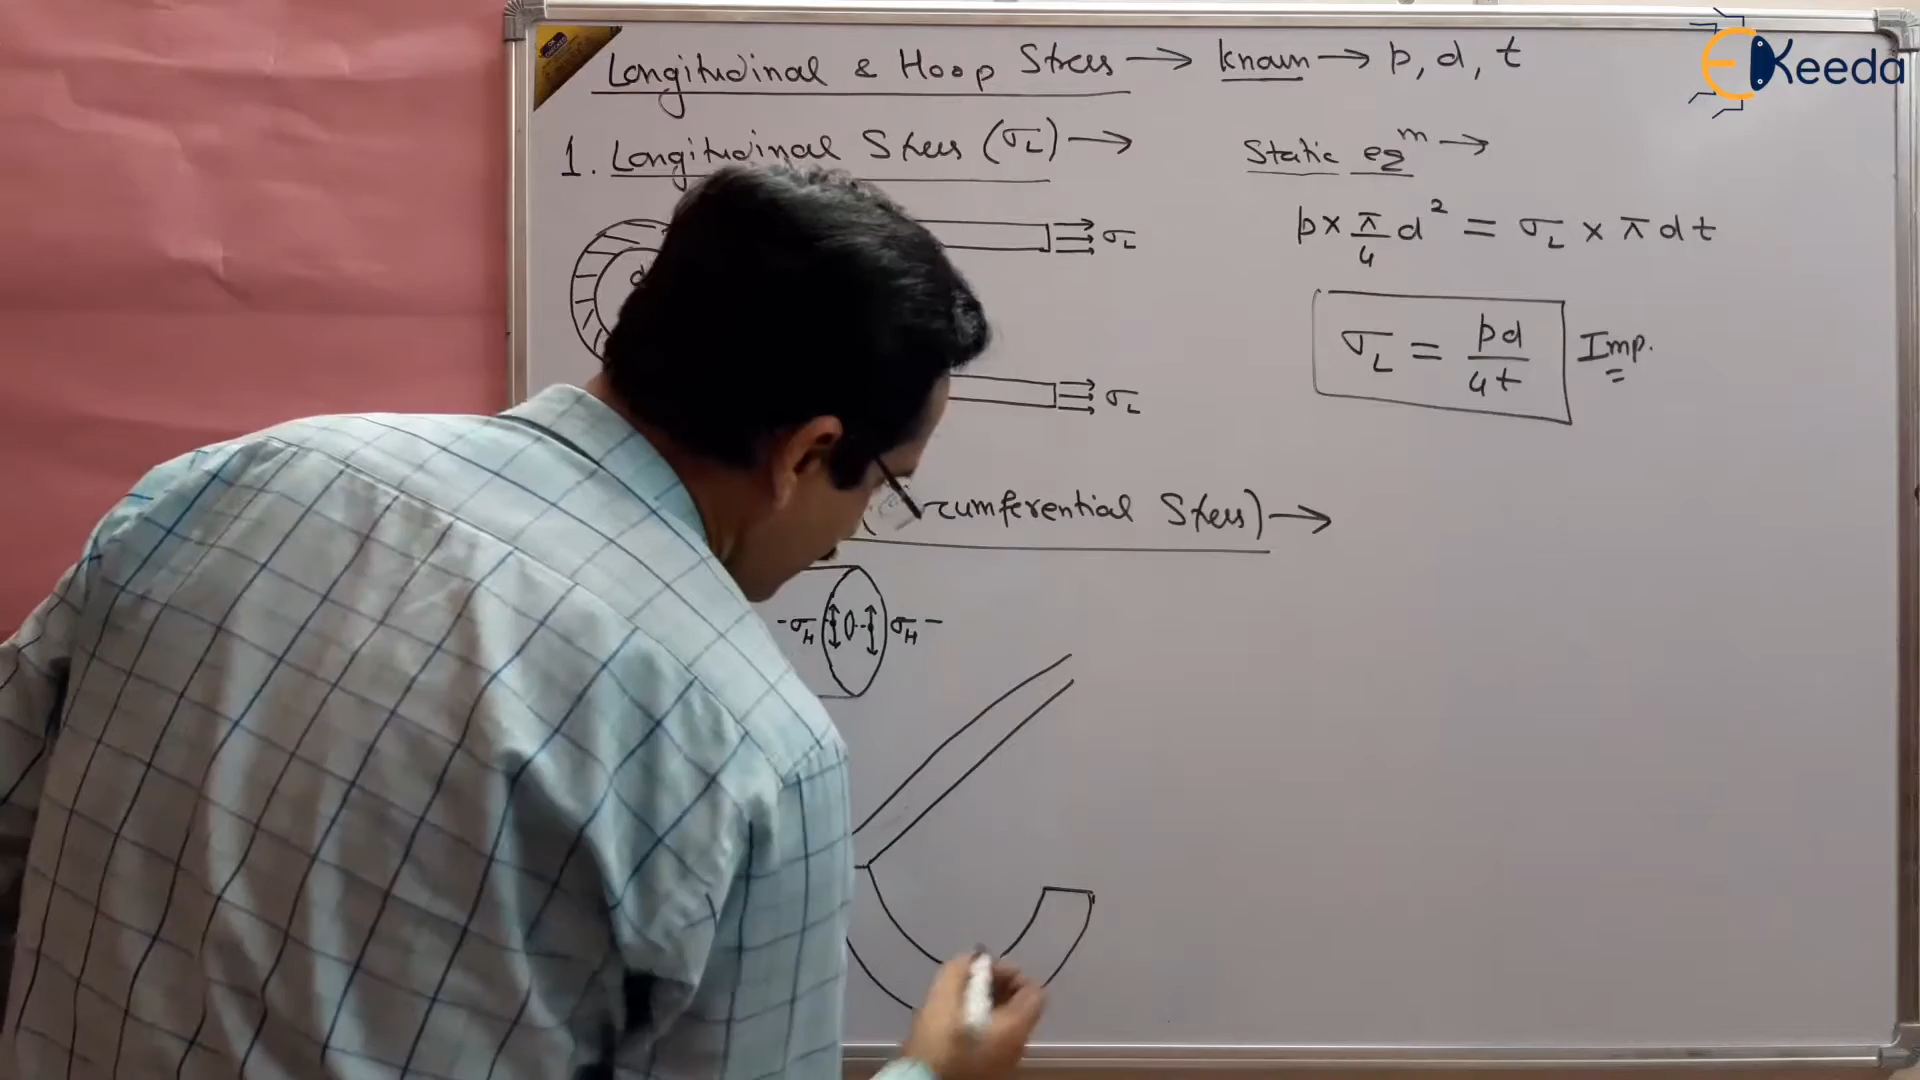 Longitudinal & Hoop Stress → known → p, d, t
EKeeda
1. Longitudinal Stress (σL) →
Static eqm →
p × π/4 d² = σL × π d t
σL
d
σL = pd/4t Imp.
σL
cumferential Stress) →
σH σH